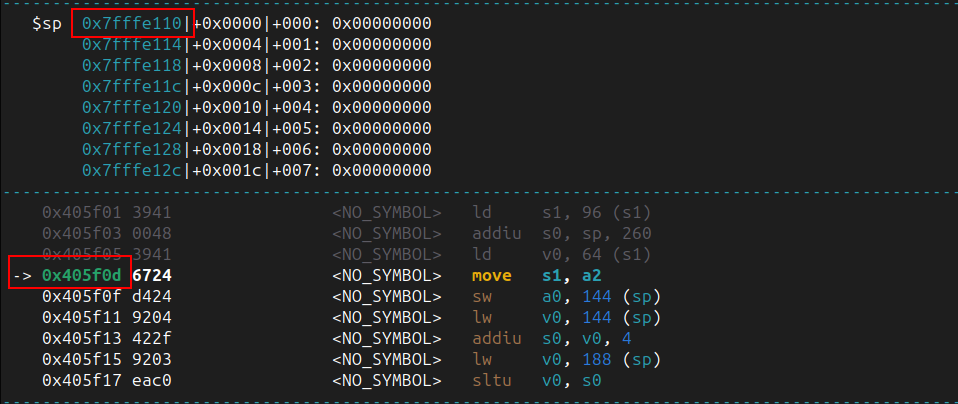 $sp 0x7fffe110|+0x0000|+000: 0x00000000
0x7fffe114|+0x0004|+001: 0x00000000
0x7fffe118|+0x0008|+002: 0x00000000
0x7fffe11c|+0x000c|+003: 0x00000000
0x7fffe120|+0x0010|+004: 0x00000000
0x7fffe124|+0x0014|+005: 0x00000000
0x7fffe128|+0x0018|+006: 0x00000000
0x7fffe12c|+0x001c|+007: 0x00000000
0x405f01 3941 <NO_SYMBOL> ld s1, 96 (s1)
0x405f03 0048 <NO_SYMBOL> addiu s0, sp, 260
0x405f05 3941 <NO_SYMBOL> ld v0, 64 (s1)
-> 0x405f0d 6724 <NO_SYMBOL> move s1, a2
0x405f0f d424 <NO_SYMBOL> sw a0, 144 (sp)
0x405f11 9204 <NO_SYMBOL> lw v0, 144 (sp)
0x405f13 422f <NO_SYMBOL> addiu s0, v0, 4
0x405f15 9203 <NO_SYMBOL> lw v0, 188 (sp)
0x405f17 eac0 <NO_SYMBOL> sltu v0, s0